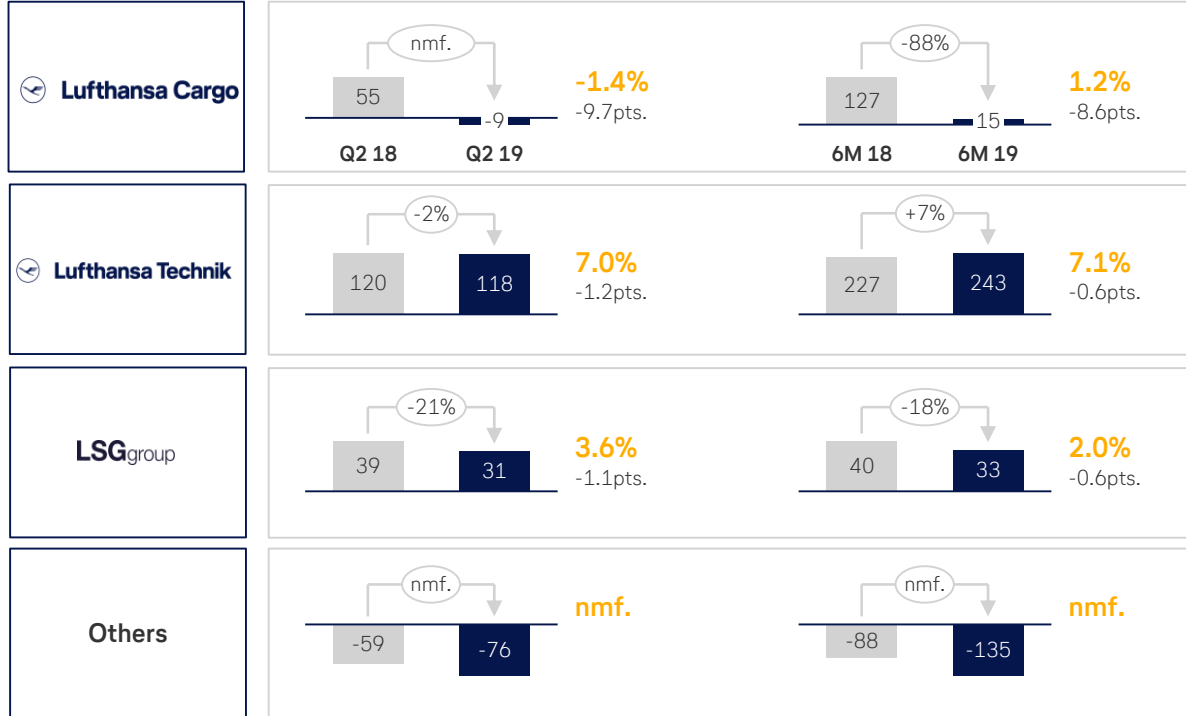 Lufthansa Cargo
nmf.
55
-9
Q2 18
Q2 19
-1.4%
-9.7pts.
-88%
127
15
6M 18
6M 19
1.2%
-8.6pts.
Lufthansa Technik
-2%
120
118
7.0%
-1.2pts.
+7%
227
243
7.1%
-0.6pts.
LSGgroup
-21%
39
31
3.6%
-1.1pts.
-18%
40
33
2.0%
-0.6pts.
Others
nmf.
-59
-76
nmf.
nmf.
-88
-135
nmf.